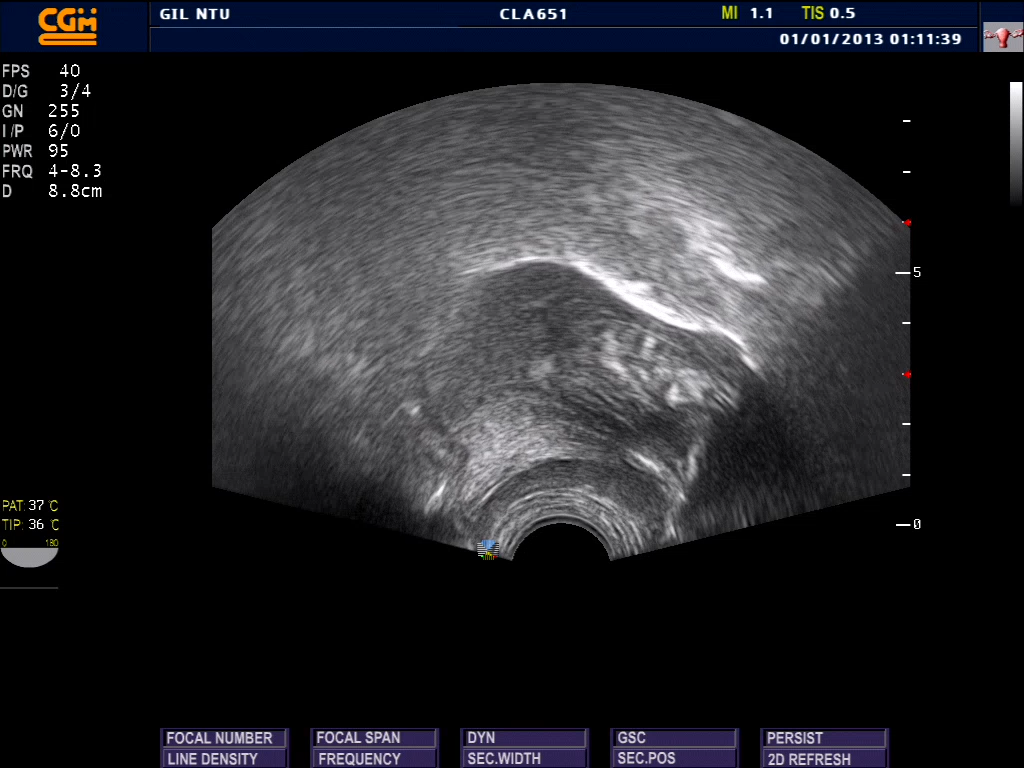 CGM
GIL NTU CLA651 MI 1.1 TIS 0.5
01/01/2013 01:11:39
FPS 40
D/G 3/4
GN 255
I/P 6/0
PWR 95
FRQ 4-8.3
D 8.8cm
5
PAT: 37 °C
TIP: 36 °C
0 180
0
FOCAL NUMBER FOCAL SPAN DYN GSC PERSIST
LINE DENSITY FREQUENCY SEC.WIDTH SEC.POS 2D REFRESH